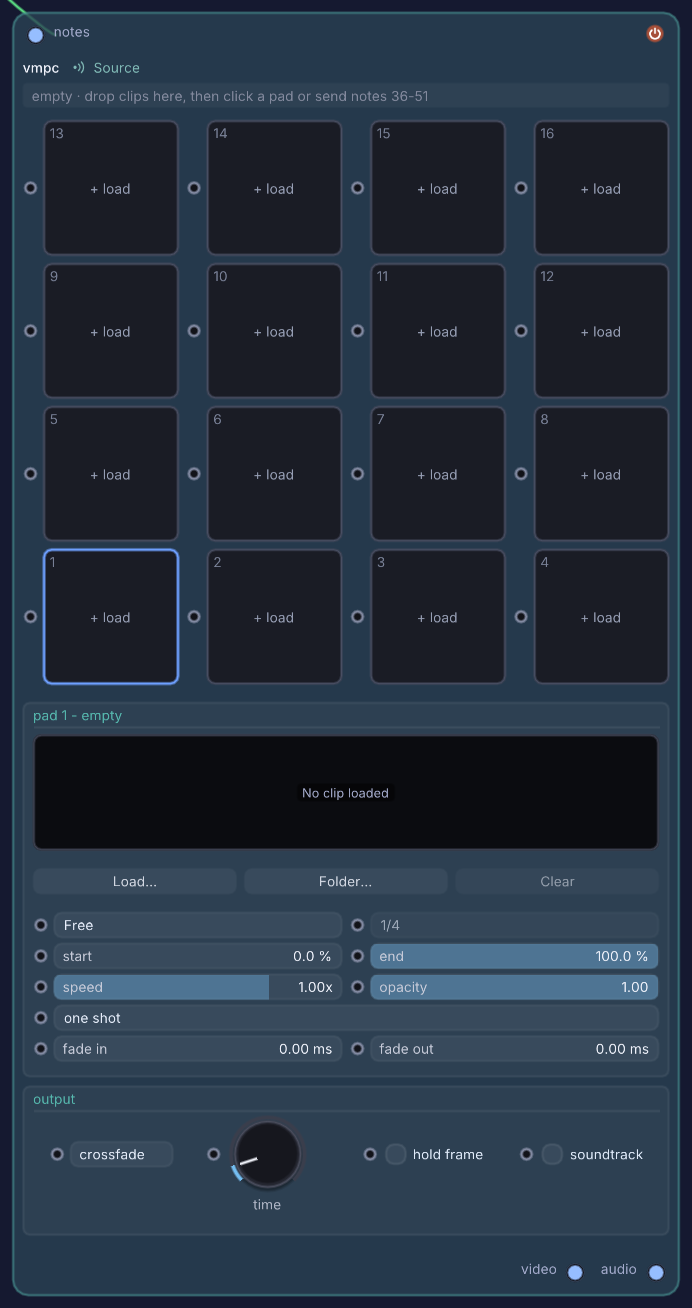 notes
vmpc Source
empty · drop clips here, then click a pad or send notes 36-51
13 14 15 16
+ load + load + load + load
9 10 11 12
+ load + load + load + load
5 6 7 8
+ load + load + load + load
1 2 3 4
+ load + load + load + load
pad 1 - empty
No clip loaded
Load... Folder... Clear
Free 1/4
start 0.0 % end 100.0 %
speed 1.00x opacity 1.00
one shot
fade in 0.00 ms fade out 0.00 ms
output
crossfade hold frame soundtrack
time
video audio